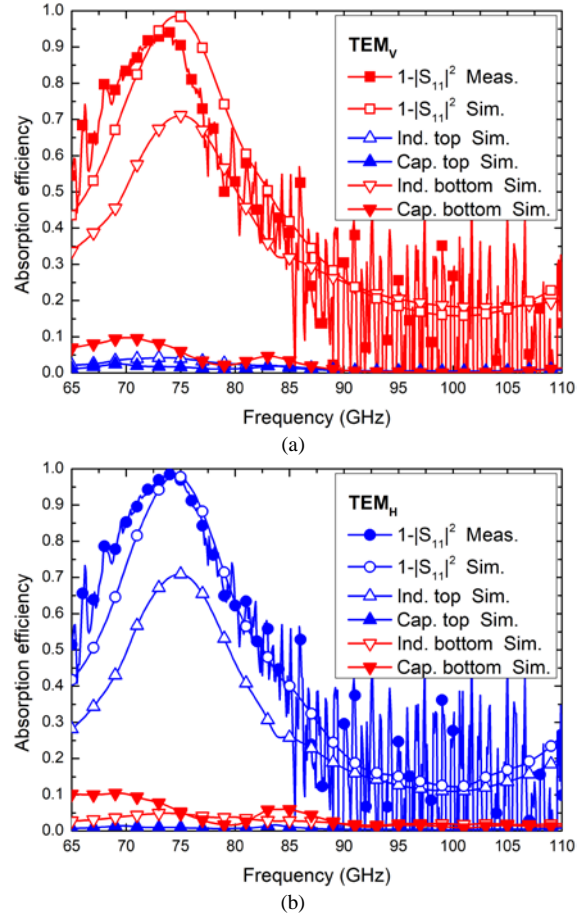 1.0
0.9
0.8
0.7
0.6
0.5
0.4
0.3
0.2
0.1
0.0
Absorption efficiency
TEM_V
1-|S₁₁|² Meas.
1-|S₁₁|² Sim.
Ind. top Sim.
Cap. top Sim.
Ind. bottom Sim.
Cap. bottom Sim.
65 70 75 80 85 90 95 100 105 110
Frequency (GHz)
(a)
1.0
0.9
0.8
0.7
0.6
0.5
0.4
0.3
0.2
0.1
0.0
Absorption efficiency
TEM_H
1-|S₁₁|² Meas.
1-|S₁₁|² Sim.
Ind. top Sim.
Cap. top Sim.
Ind. bottom Sim.
Cap. bottom Sim.
65 70 75 80 85 90 95 100 105 110
Frequency (GHz)
(b)